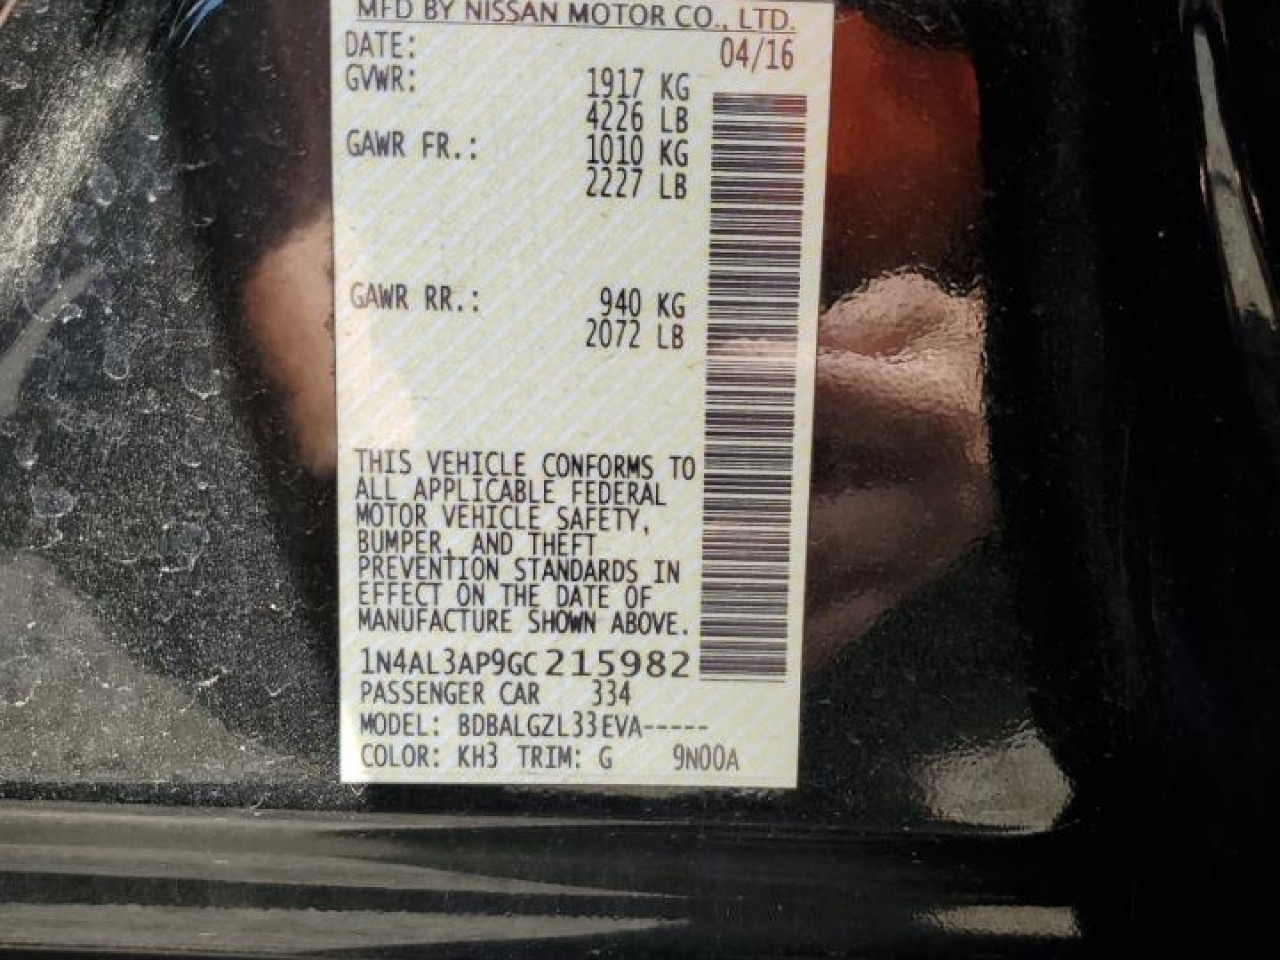 MFD BY NISSAN MOTOR CO., LTD.
DATE: 04/16
GVWR: 1917 KG
4226 LB
GAWR FR.: 1010 KG
2227 LB
GAWR RR.: 940 KG
2072 LB
THIS VEHICLE CONFORMS TO
ALL APPLICABLE FEDERAL
MOTOR VEHICLE SAFETY,
BUMPER, AND THEFT
PREVENTION STANDARDS IN
EFFECT ON THE DATE OF
MANUFACTURE SHOWN ABOVE.
1N4AL3AP9GC215982
PASSENGER CAR 334
MODEL: BDBALGZL33EVA-----
COLOR: KH3 TRIM: G 9N00A